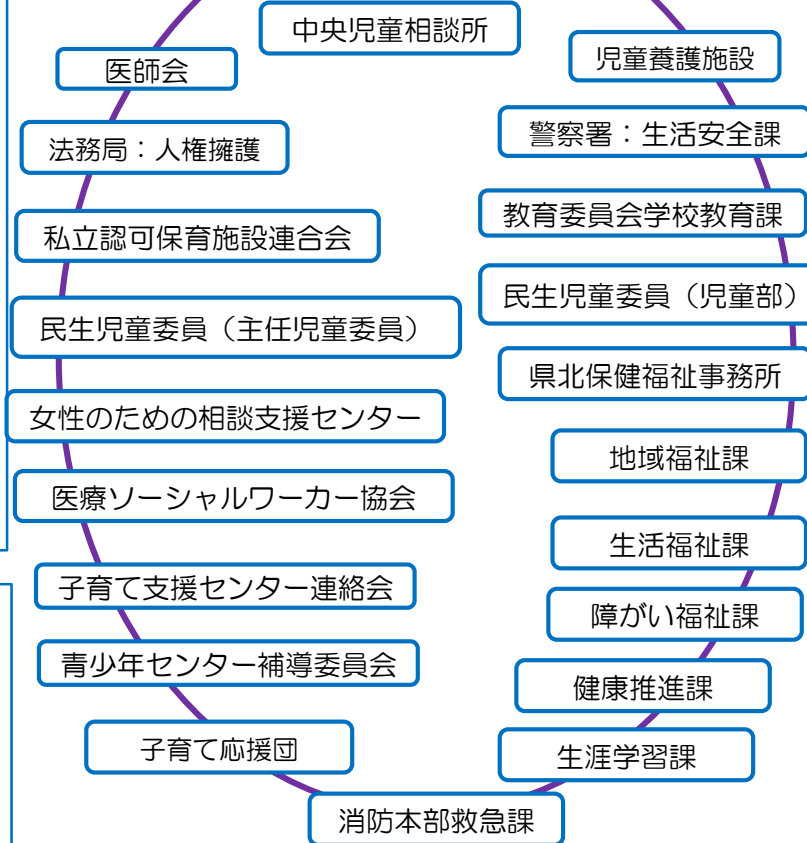 中央児童相談所
医師会
児童養護施設
法務局：人権擁護
警察署：生活安全課
私立認可保育施設連合会
教育委員会学校教育課
民生児童委員（主任児童委員）
民生児童委員（児童部）
県北保健福祉事務所
女性のための相談支援センター
地域福祉課
医療ソーシャルワーカー協会
生活福祉課
子育て支援センター連絡会
障がい福祉課
青少年センター補導委員会
健康推進課
子育て応援団
生涯学習課
消防本部救急課